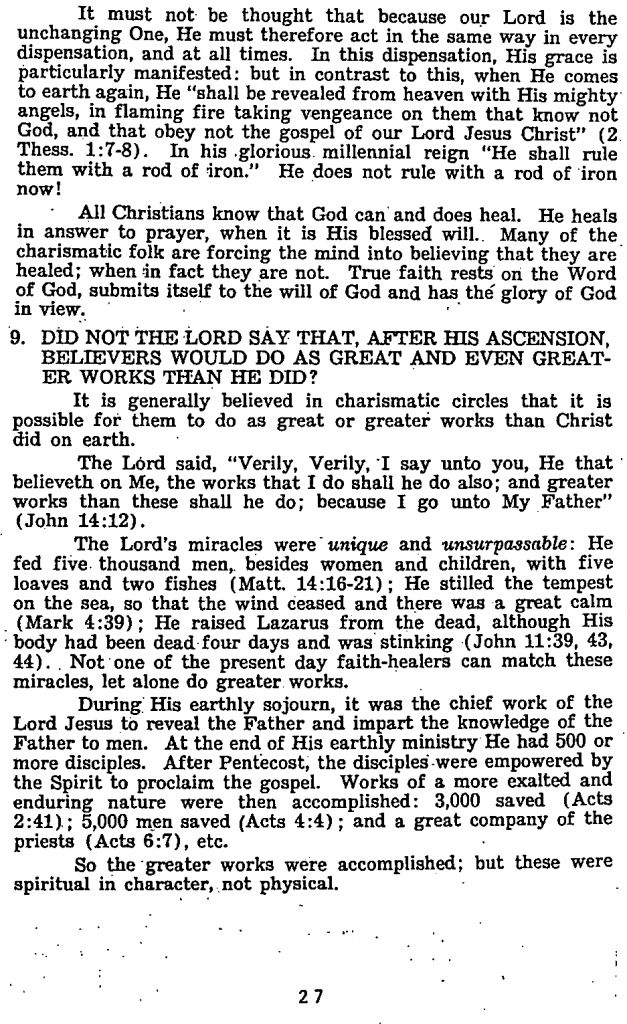 It must not be thought that because our Lord is the
unchanging One, He must therefore act in the same way in every
dispensation, and at all times. In this dispensation, His grace is
particularly manifested: but in contrast to this, when He comes
to earth again, He "shall be revealed from heaven with His mighty
angels, in flaming fire taking vengeance on them that know not
God, and that obey not the gospel of our Lord Jesus Christ" (2
Thess. 1:7-8). In his glorious millennial reign "He shall rule
them with a rod of iron." He does not rule with a rod of iron
now!
All Christians know that God can and does heal. He heals
in answer to prayer, when it is His blessed will. Many of the
charismatic folk are forcing the mind into believing that they are
healed; when in fact they are not. True faith rests on the Word
of God, submits itself to the will of God and has the glory of God
in view.
9. DID NOT THE LORD SAY THAT, AFTER HIS ASCENSION,
BELIEVERS WOULD DO AS GREAT AND EVEN GREAT-
ER WORKS THAN HE DID?
It is generally believed in charismatic circles that it is
possible for them to do as great or greater works than Christ
did on earth.
The Lord said, "Verily, Verily, I say unto you, He that
believeth on Me, the works that I do shall he do also; and greater
works than these shall he do; because I go unto My Father"
(John 14:12).
The Lord's miracles were unique and unsurpassable: He
fed five thousand men, besides women and children, with five
loaves and two fishes (Matt. 14:16-21); He stilled the tempest
on the sea, so that the wind ceased and there was a great calm
(Mark 4:39); He raised Lazarus from the dead, although His
body had been dead four days and was stinking (John 11:39, 43,
44). Not one of the present day faith-healers can match these
miracles, let alone do greater works.
During His earthly sojourn, it was the chief work of the
Lord Jesus to reveal the Father and impart the knowledge of the
Father to men. At the end of His earthly ministry He had 500 or
more disciples. After Pentecost, the disciples were empowered by
the Spirit to proclaim the gospel. Works of a more exalted and
enduring nature were then accomplished: 3,000 saved (Acts
2:41); 5,000 men saved (Acts 4:4); and a great company of the
priests (Acts 6:7), etc.
So the greater works were accomplished; but these were
spiritual in character, not physical.
27